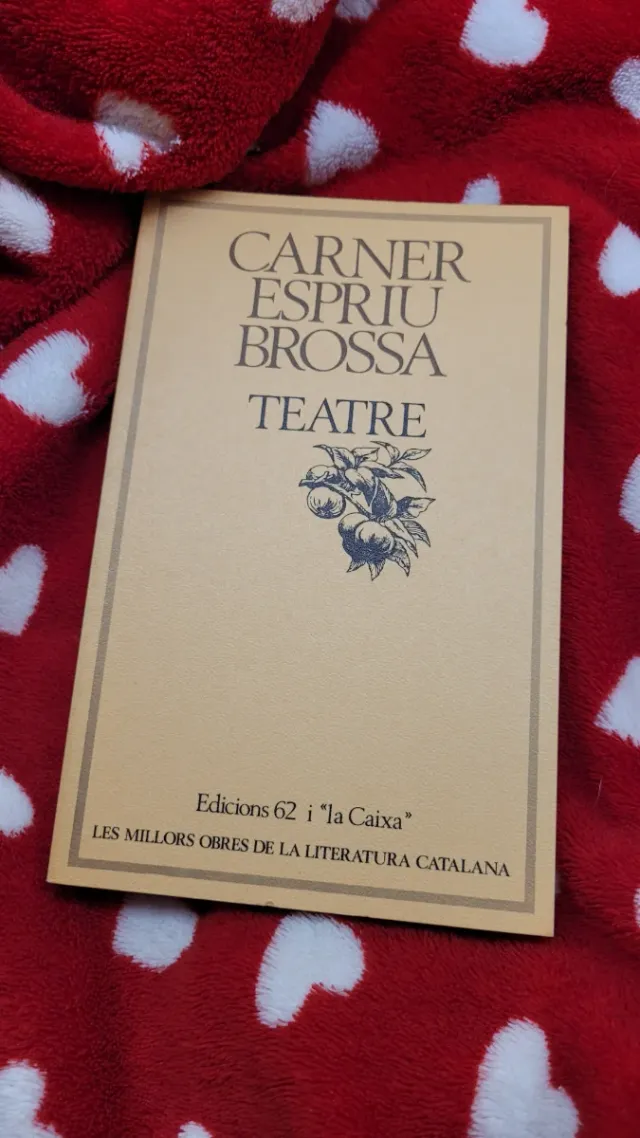 CARNER
ESPRIU
BROSSA
TEATRE
Edicions 62 i “la Caixa”
LES MILLORS OBRES DE LA LITERATURA CATALANA